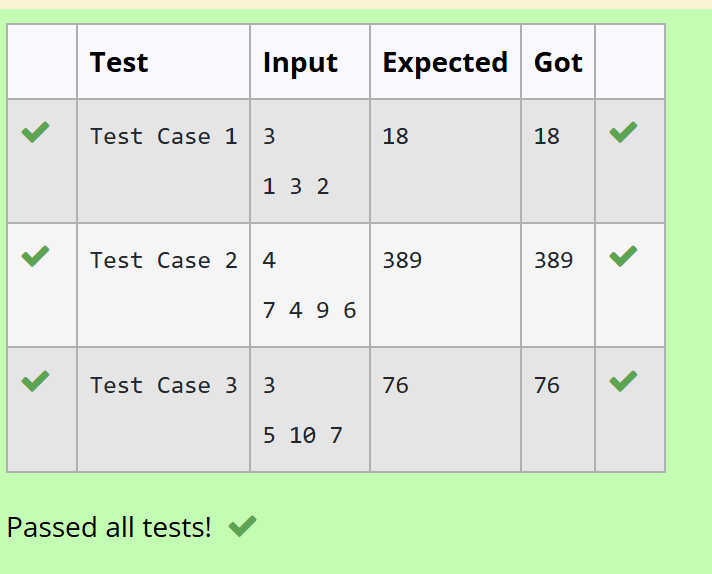 Test Input Expected Got
Test Case 1 3 18 18
1 3 2
Test Case 2 4 389 389
7 4 9 6
Test Case 3 3 76 76
5 10 7
Passed all tests!